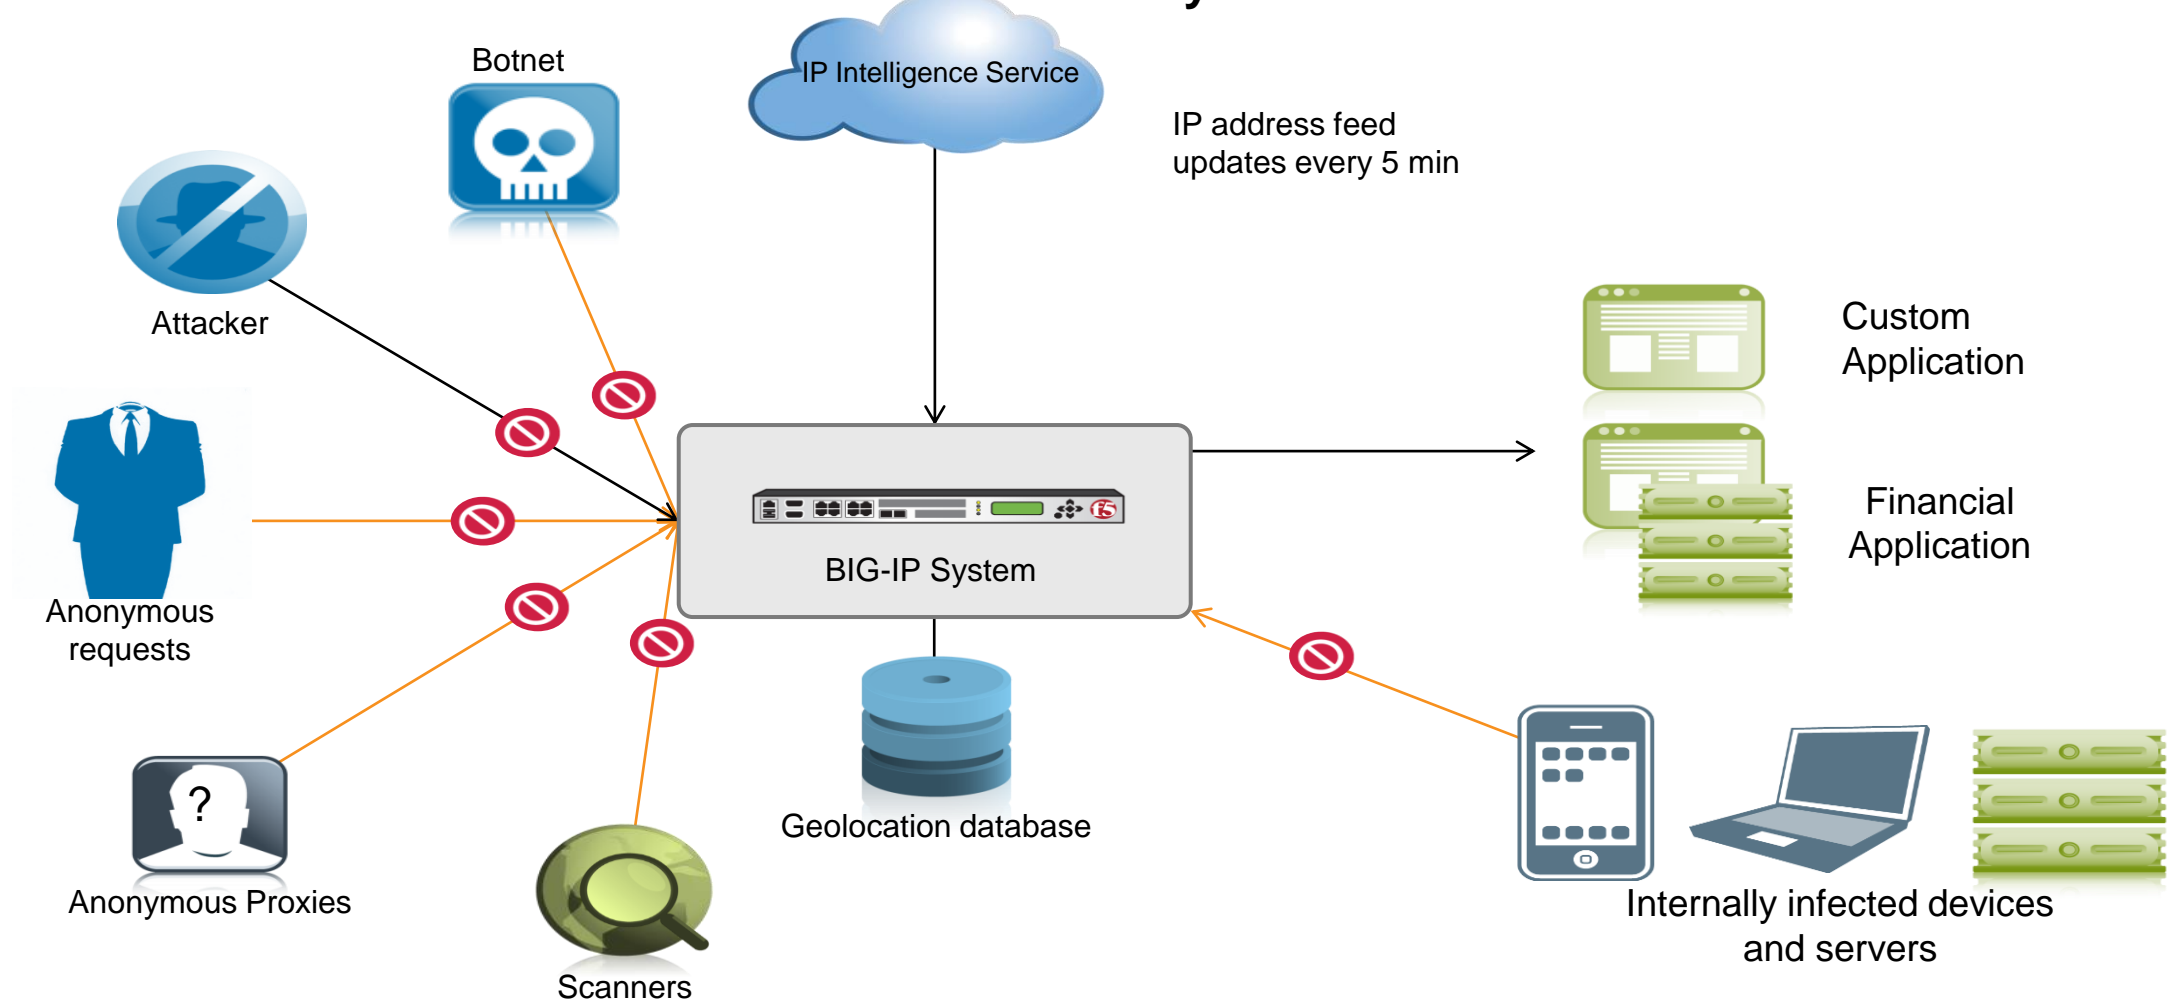 Botnet
IP Intelligence Service
IP address feed
updates every 5 min
Attacker
Custom
Application
Financial
Application
f5
BIG-IP System
Anonymous
requests
?
Geolocation database
Anonymous Proxies
Internally infected devices
and servers
Scanners